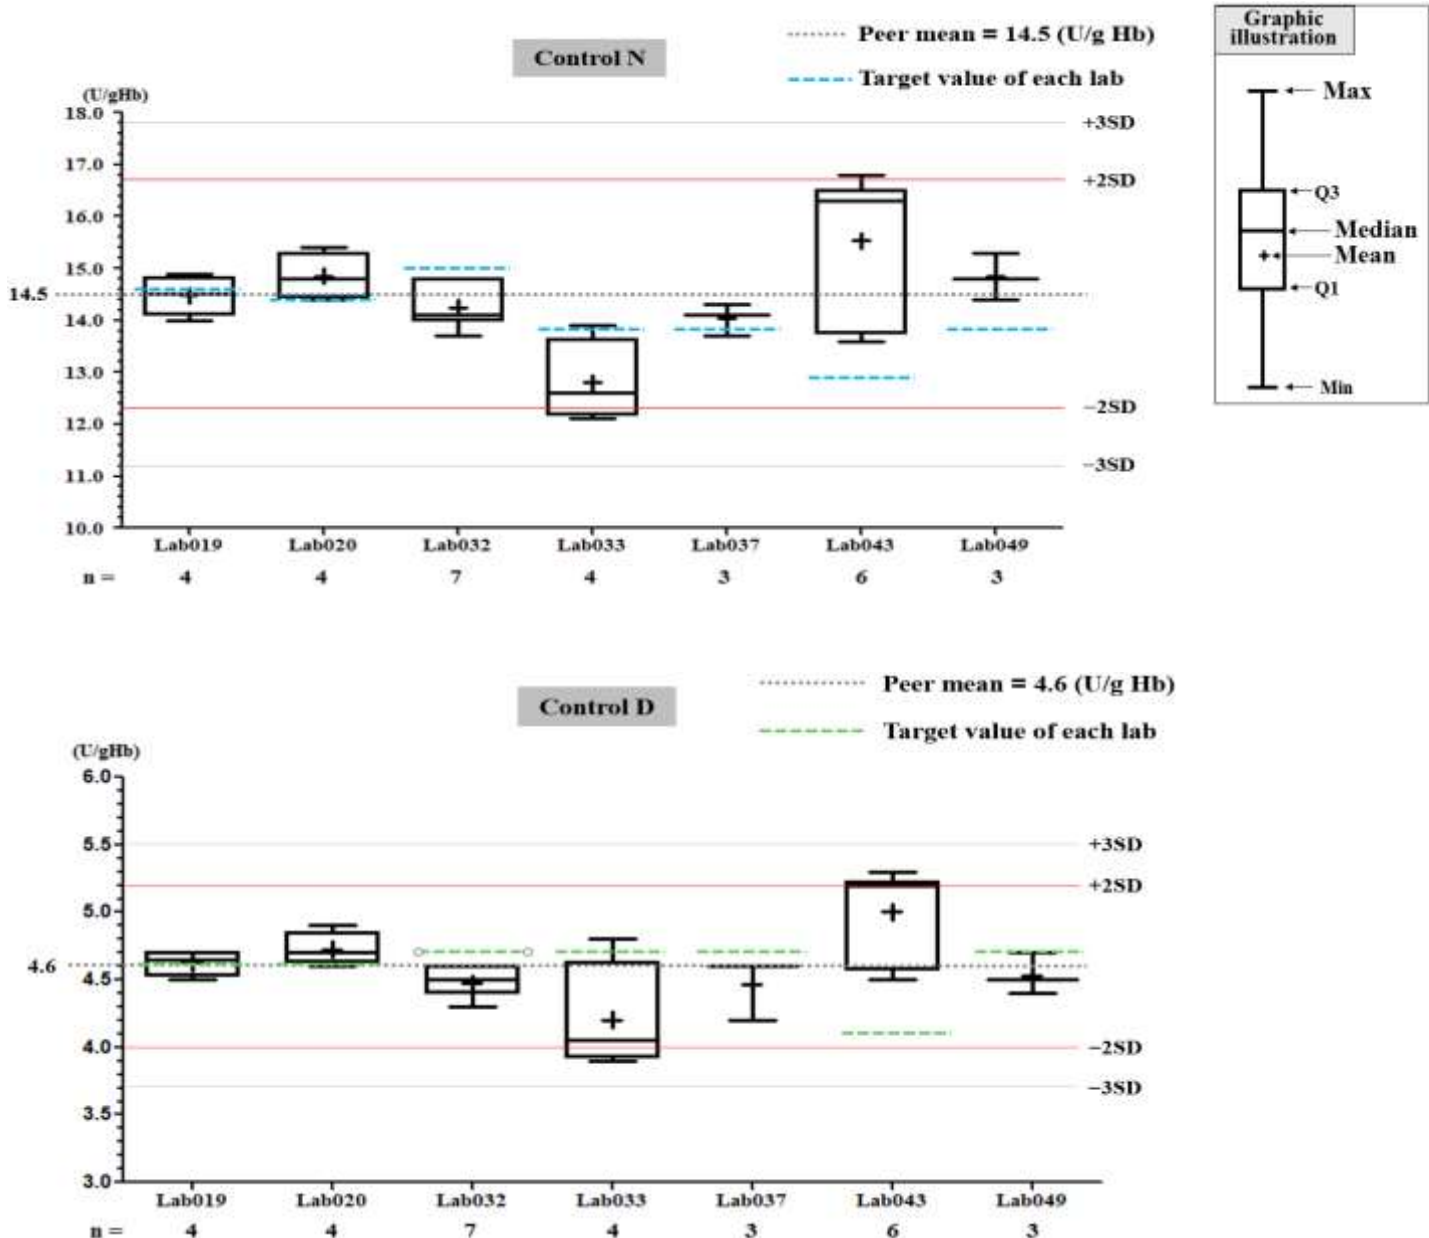 Control N
Peer mean = 14.5 (U/g Hb)
Target value of each lab
(U/gHb)
18.0
17.0
16.0
15.0
14.5
14.0
13.0
12.0
11.0
10.0
+3SD
+2SD
−2SD
−3SD
Lab019 Lab020 Lab032 Lab033 Lab037 Lab043 Lab049
n = 4 4 7 4 3 6 3
Graphic
illustration
Max
Q3
Median
Mean
Q1
Min
Control D
Peer mean = 4.6 (U/g Hb)
Target value of each lab
(U/gHb)
6.0
5.5
5.0
4.6
4.5
4.0
3.5
3.0
+3SD
+2SD
−2SD
−3SD
Lab019 Lab020 Lab032 Lab033 Lab037 Lab043 Lab049
n = 4 4 7 4 3 6 3